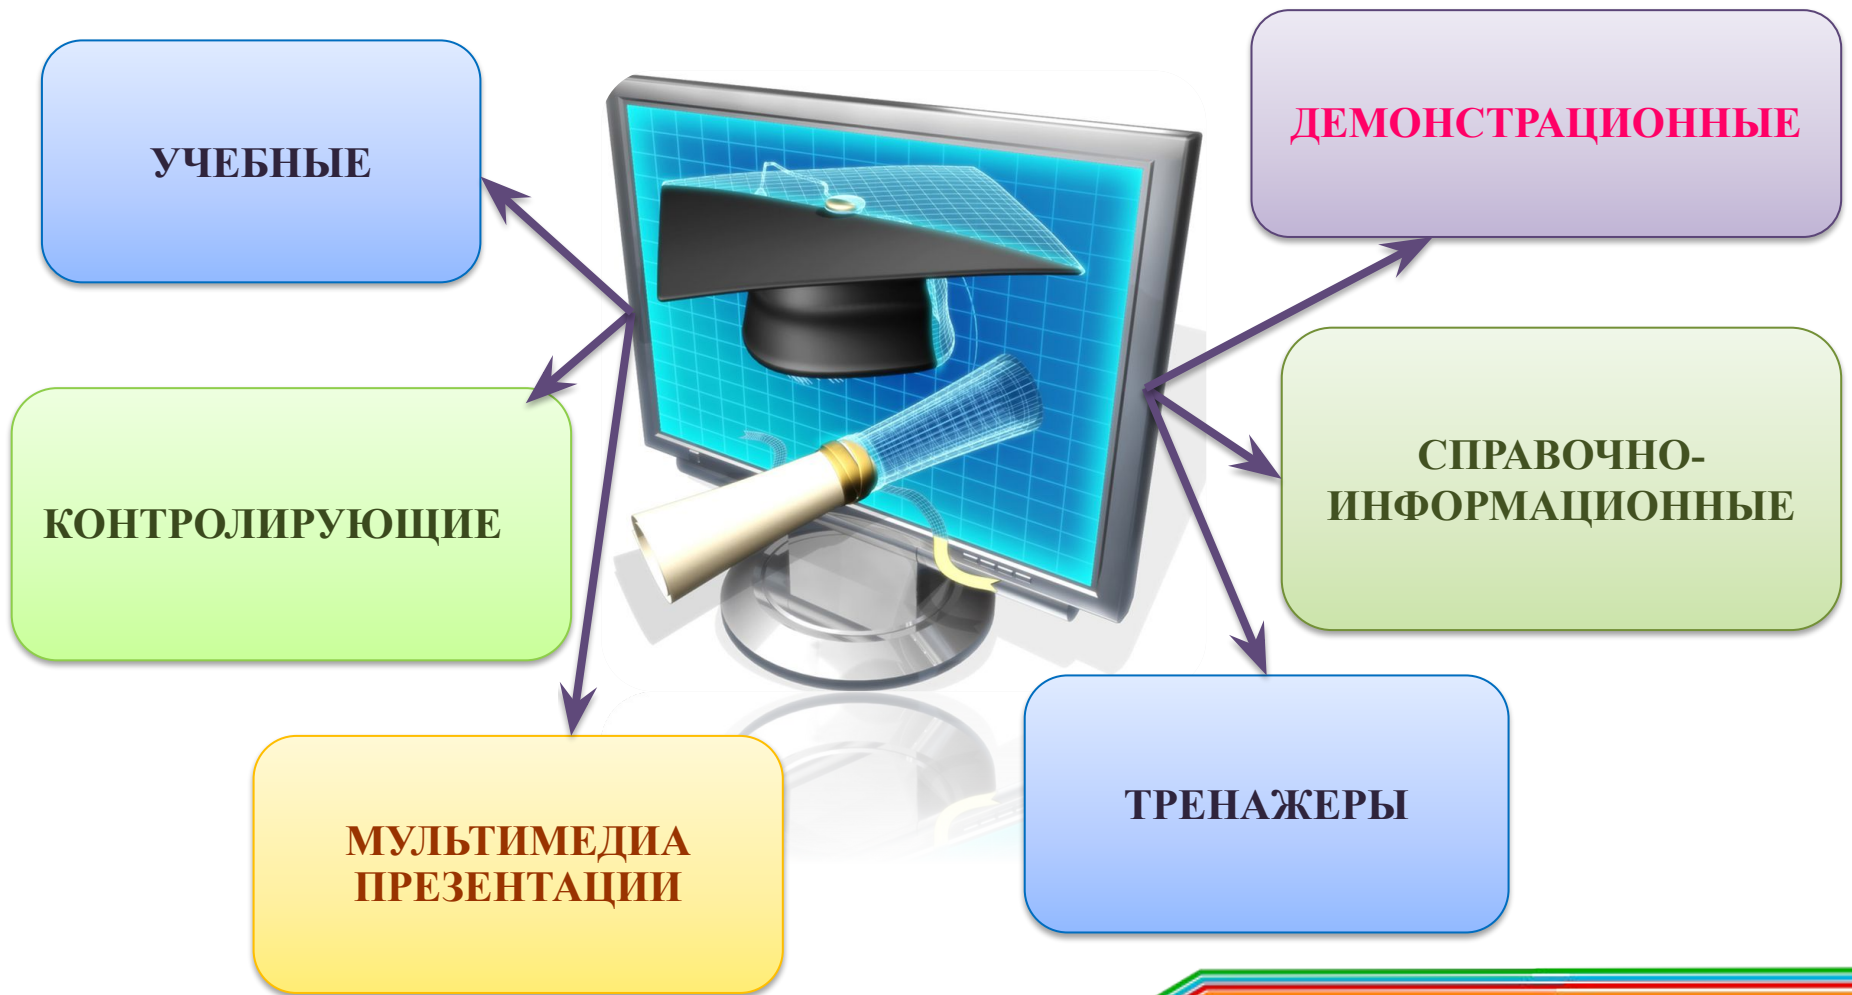 УЧЕБНЫЕ
ДЕМОНСТРАЦИОННЫЕ
КОНТРОЛИРУЮЩИЕ
СПРАВОЧНО-
ИНФОРМАЦИОННЫЕ
МУЛЬТИМЕДИА
ПРЕЗЕНТАЦИИ
ТРЕНАЖЕРЫ